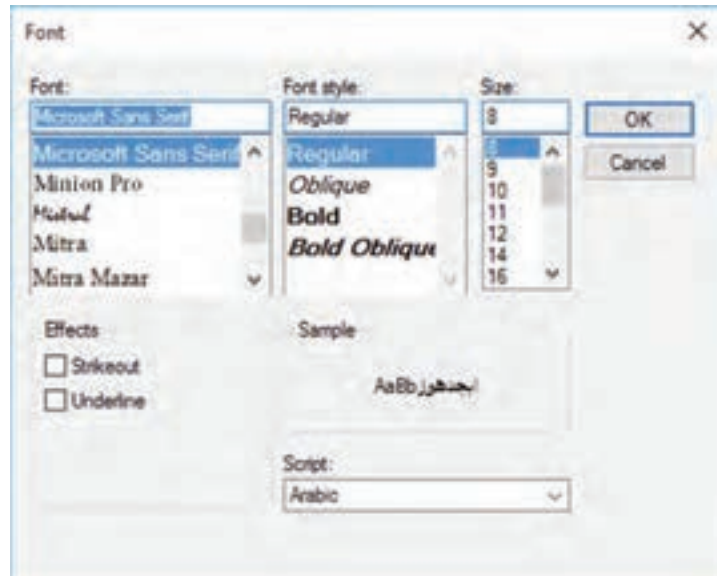 Font
Font:
Font style:
Size:
Microsoft Sans Serif
Regular
8
OK
Cancel
Microsoft Sans Serif
Minion Pro
Mistral
Mitra
Mitra Mazar
Regular
Oblique
Bold
Bold Oblique
8
9
10
11
12
14
16
Effects
Strikeout
Underline
Sample
AaBbابجدهوز
Script:
Arabic